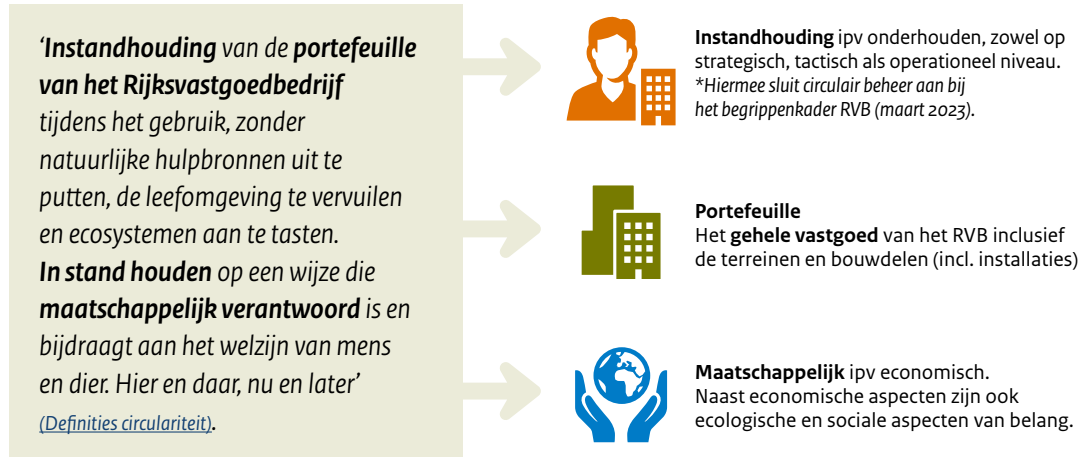 ‘Instandhouding van de portefeuille
van het Rijksvastgoedbedrijf
tijdens het gebruik, zonder
natuurlijke hulpbronnen uit te
putten, de leefomgeving te vervuilen
en ecosystemen aan te tasten.
In stand houden op een wijze die
maatschappelijk verantwoord is en
bijdraagt aan het welzijn van mens
en dier. Hier en daar, nu en later’
(Definities circulariteit).
Instandhouding ipv onderhouden, zowel op
strategisch, tactisch als operationeel niveau.
*Hiermee sluit circulair beheer aan bij
het begrippenkader RVB (maart 2023).
Portefeuille
Het gehele vastgoed van het RVB inclusief
de terreinen en bouwdelen (incl. installaties)
Maatschappelijk ipv economisch.
Naast economische aspecten zijn ook
ecologische en sociale aspecten van belang.